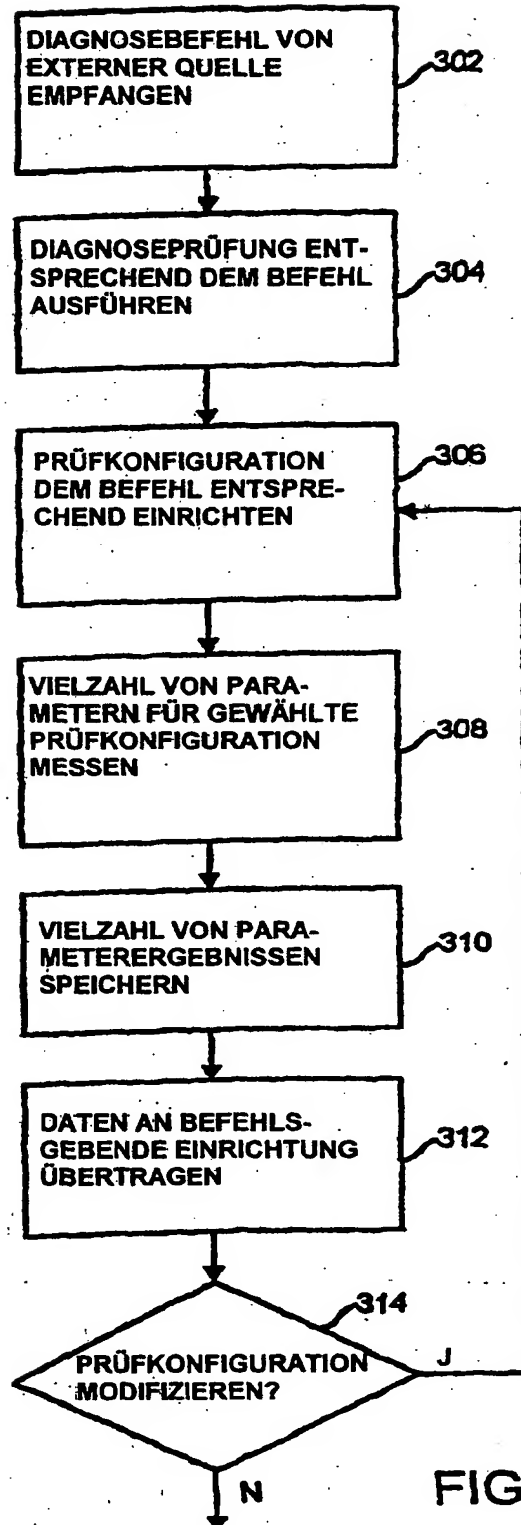 DIAGNOSEBEFEHL VON
EXTERNER QUELLE
EMPFANGEN
302
DIAGNOSEPRÜFUNG ENT-
SPRECHEND DEM BEFEHL
AUSFÜHREN
304
PRÜFKONFIGURATION
DEM BEFEHL ENTSPRE-
CHEND EINRICHTEN
306
VIELZAHL VON PARA-
METERN FÜR GEWÄHLTE
PRÜFKONFIGURATION
MESSEN
308
VIELZAHL VON PARA-
METERERGEBNISSEN
SPEICHERN
310
DATEN AN BEFEHLS-
GEBENDE EINRICHTUNG
ÜBERTRAGEN
312
314
PRÜFKONFIGURATION
MODIFIZIEREN?
J
N
FIG